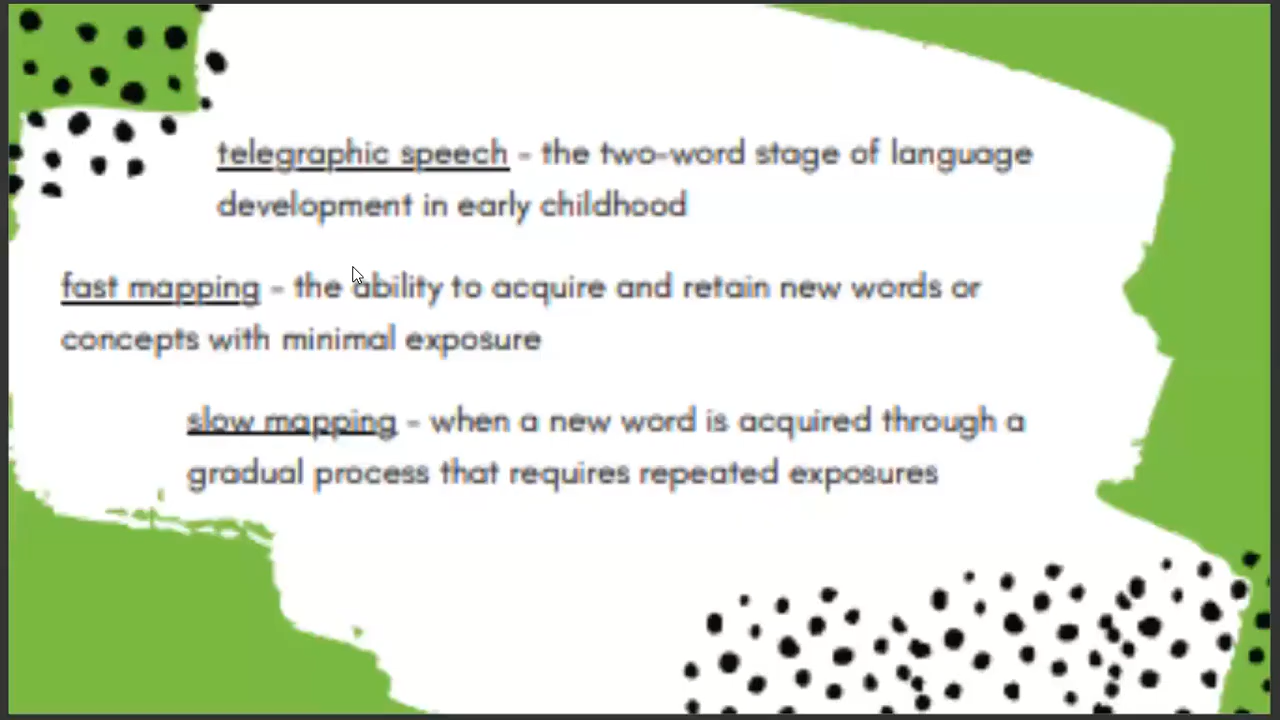 telegraphic speech - the two-word stage of language
development in early childhood
fast mapping - the ability to acquire and retain new words or
concepts with minimal exposure
slow mapping - when a new word is acquired through a
gradual process that requires repeated exposures